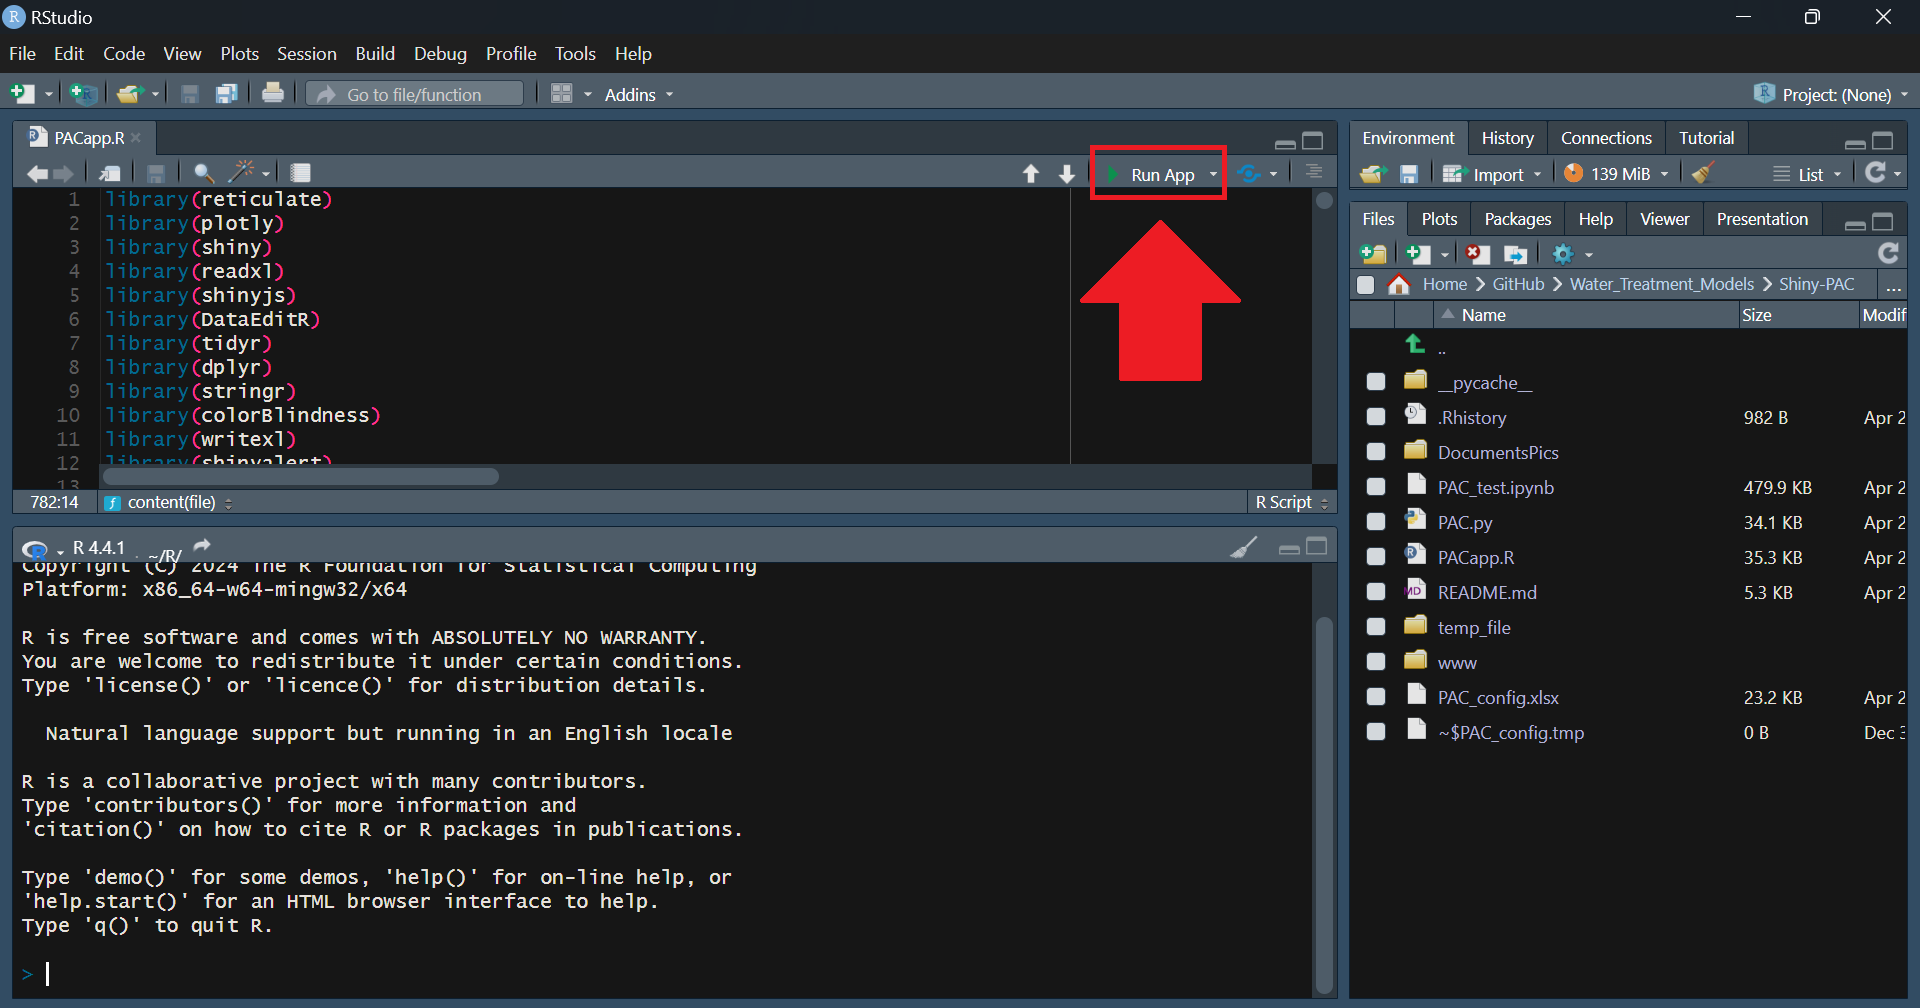 RStudio
File Edit Code View Plots Session Build Debug Profile Tools Help
Go to file/function Addins Project: (None)
PACapp.R
Run App
1 library(reticulate)
2 library(plotly)
3 library(shiny)
4 library(readxl)
5 library(shinyjs)
6 library(DataEditR)
7 library(tidyr)
8 library(dplyr)
9 library(stringr)
10 library(colorBlindness)
11 library(writexl)
12 library(shinyalert)
13
782:14 content(file) R Script
R 4.4.1 . ~/R/
Copyright (C) 2024 The R Foundation for Statistical Computing
Platform: x86_64-w64-mingw32/x64
R is free software and comes with ABSOLUTELY NO WARRANTY.
You are welcome to redistribute it under certain conditions.
Type 'license()' or 'licence()' for distribution details.
Natural language support but running in an English locale
R is a collaborative project with many contributors.
Type 'contributors()' for more information and
'citation()' on how to cite R or R packages in publications.
Type 'demo()' for some demos, 'help()' for on-line help, or
'help.start()' for an HTML browser interface to help.
Type 'q()' to quit R.
>
Environment History Connections Tutorial
Import 139 MiB List
Files Plots Packages Help Viewer Presentation
Home GitHub Water_Treatment_Models Shiny-PAC ...
Name Size Modif
..
__pycache__
.Rhistory 982 B Apr 2
DocumentsPics
PAC_test.ipynb 479.9 KB Apr 2
PAC.py 34.1 KB Apr 2
PACapp.R 35.3 KB Apr 2
README.md 5.3 KB Apr 2
temp_file
www
PAC_config.xlsx 23.2 KB Apr 2
~$PAC_config.tmp 0 B Dec 3